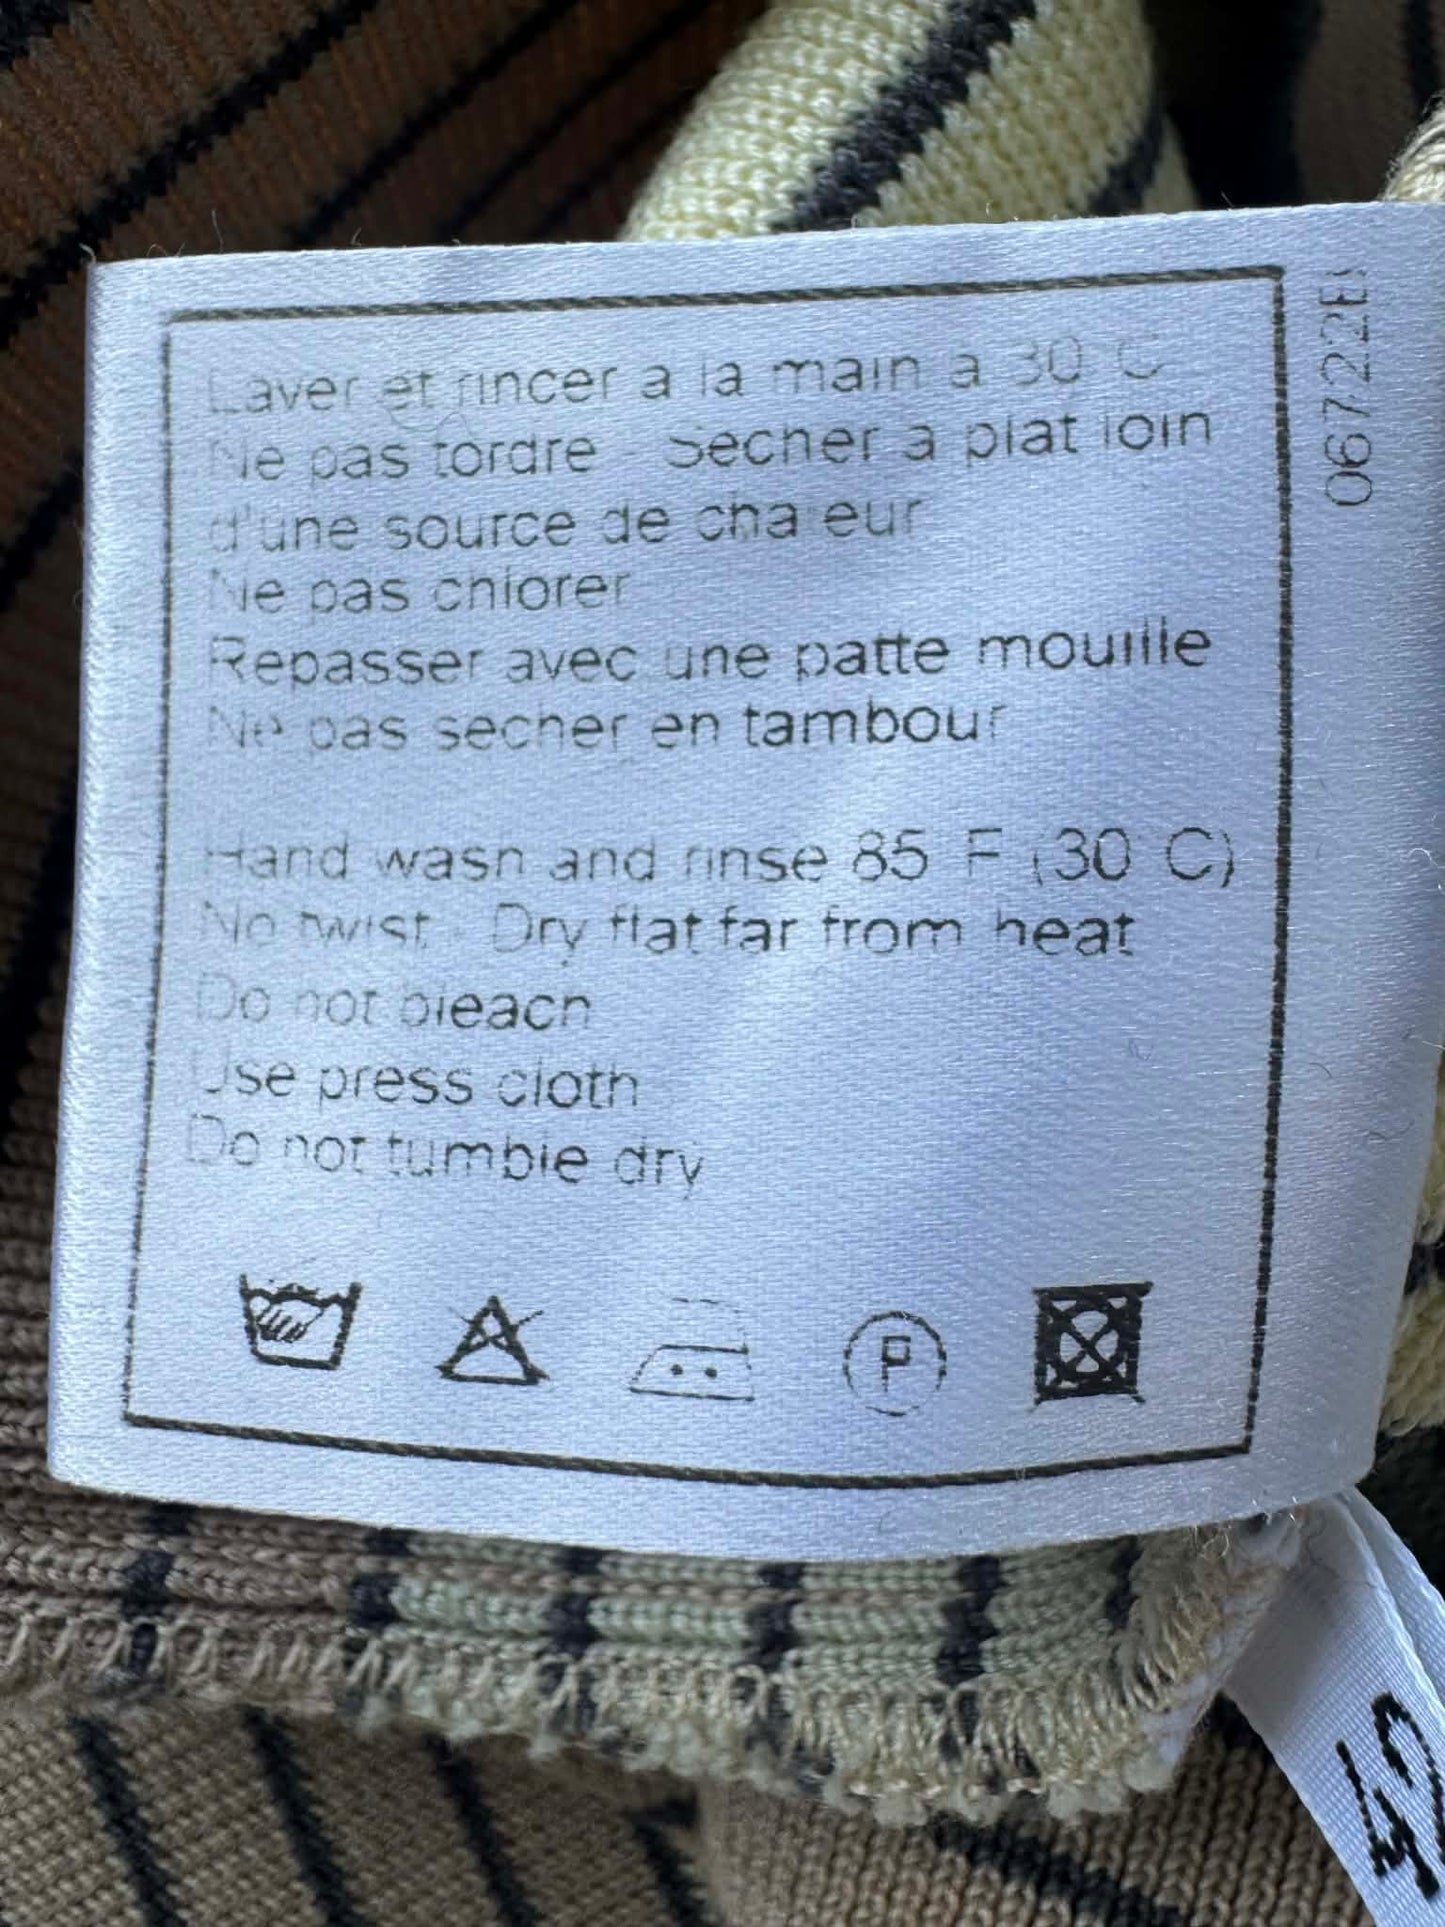 Laver et rincer a la main a 30 C
Ne pas tordre Secher a plat loin
d'une source de chaleur
Ne pas chlorer
Repasser avec une patte mouille
Ne pas secher en tambour
Hand wash and rinse 85 F (30 C)
No twist. Dry flat far from heat
Do not bleach
Use press cloth
Do not tumble dry
P
06722
42